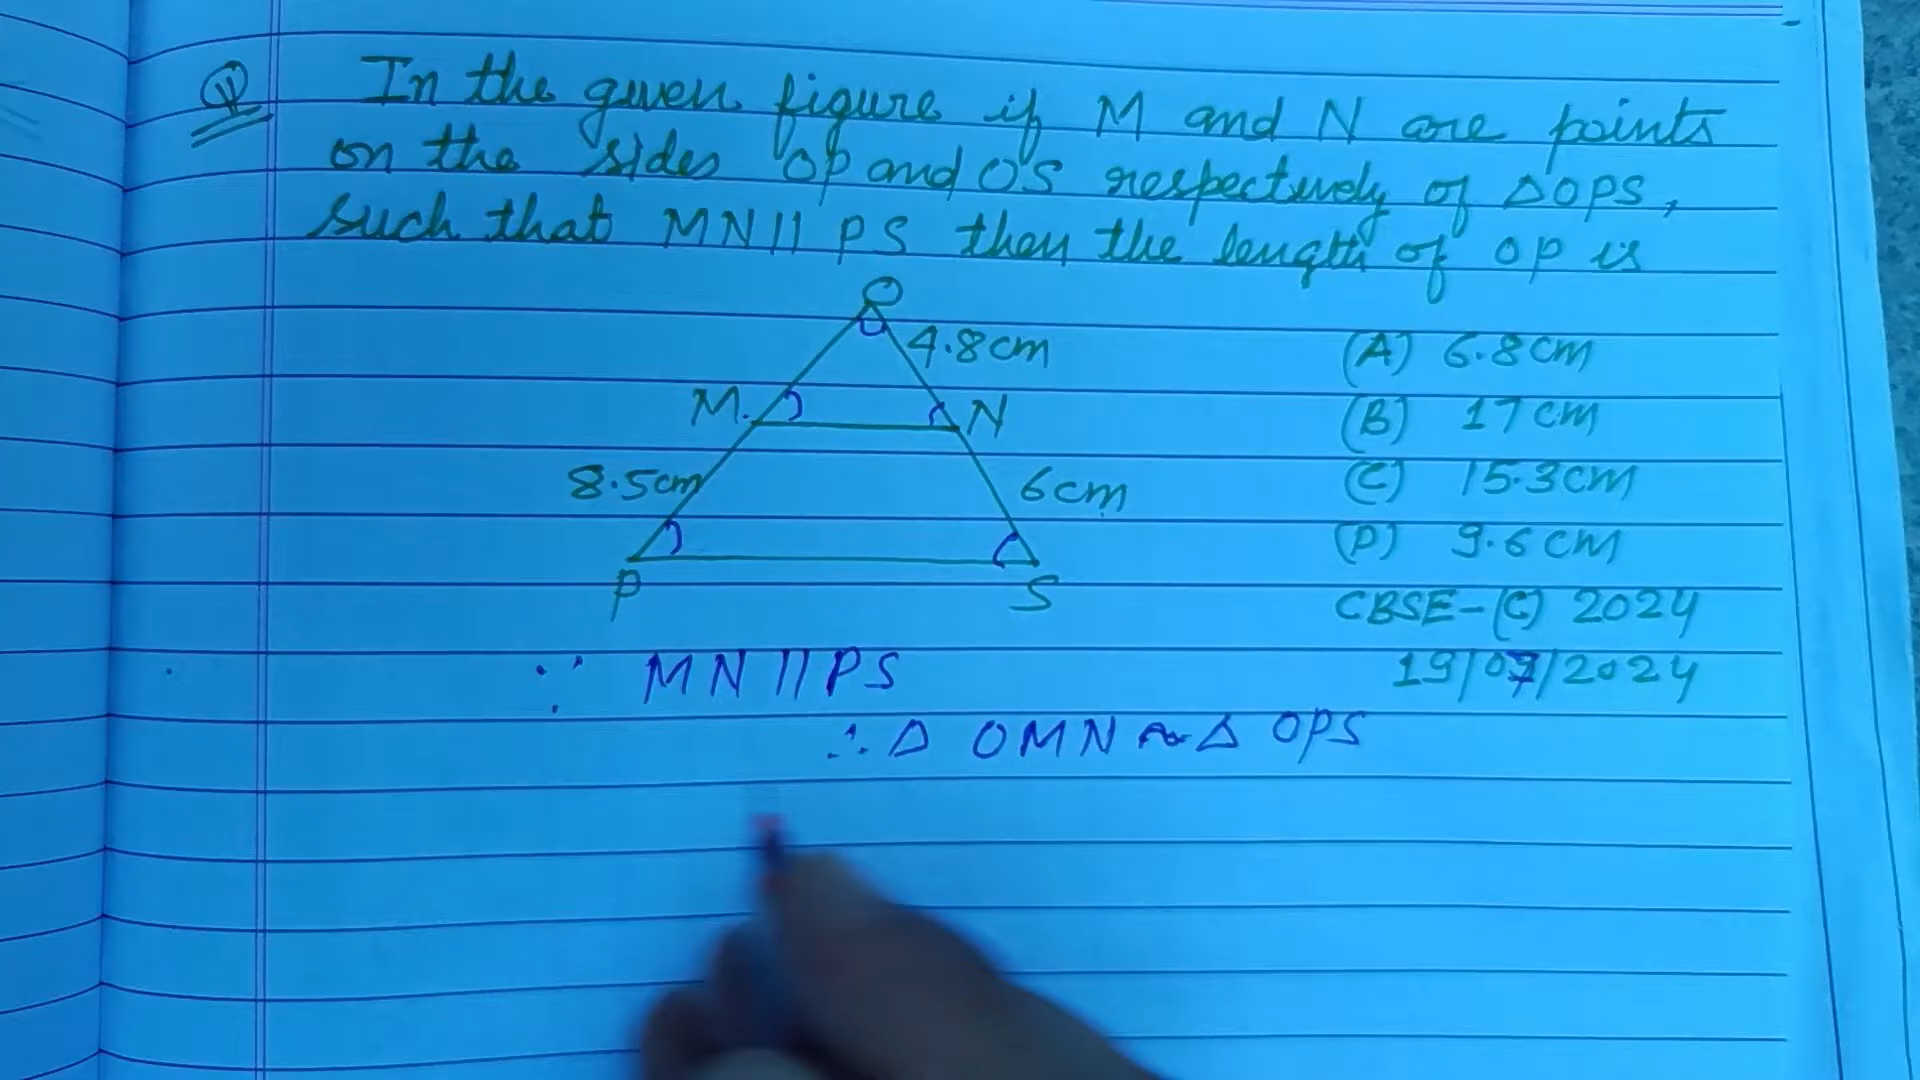 Q In the given figure if M and N are points
on the sides OP and OS respectively of △OPS,
such that MN || PS then the length of OP is
O
4.8cm
(A) 6.8cm
M
N
(B) 17cm
8.5cm
6cm
(C) 15.3cm
(D) 9.6cm
P
S
CBSE-(C) 2024
∵ MN || PS
19/07/2024
∴ △ OMN ~ △ OPS